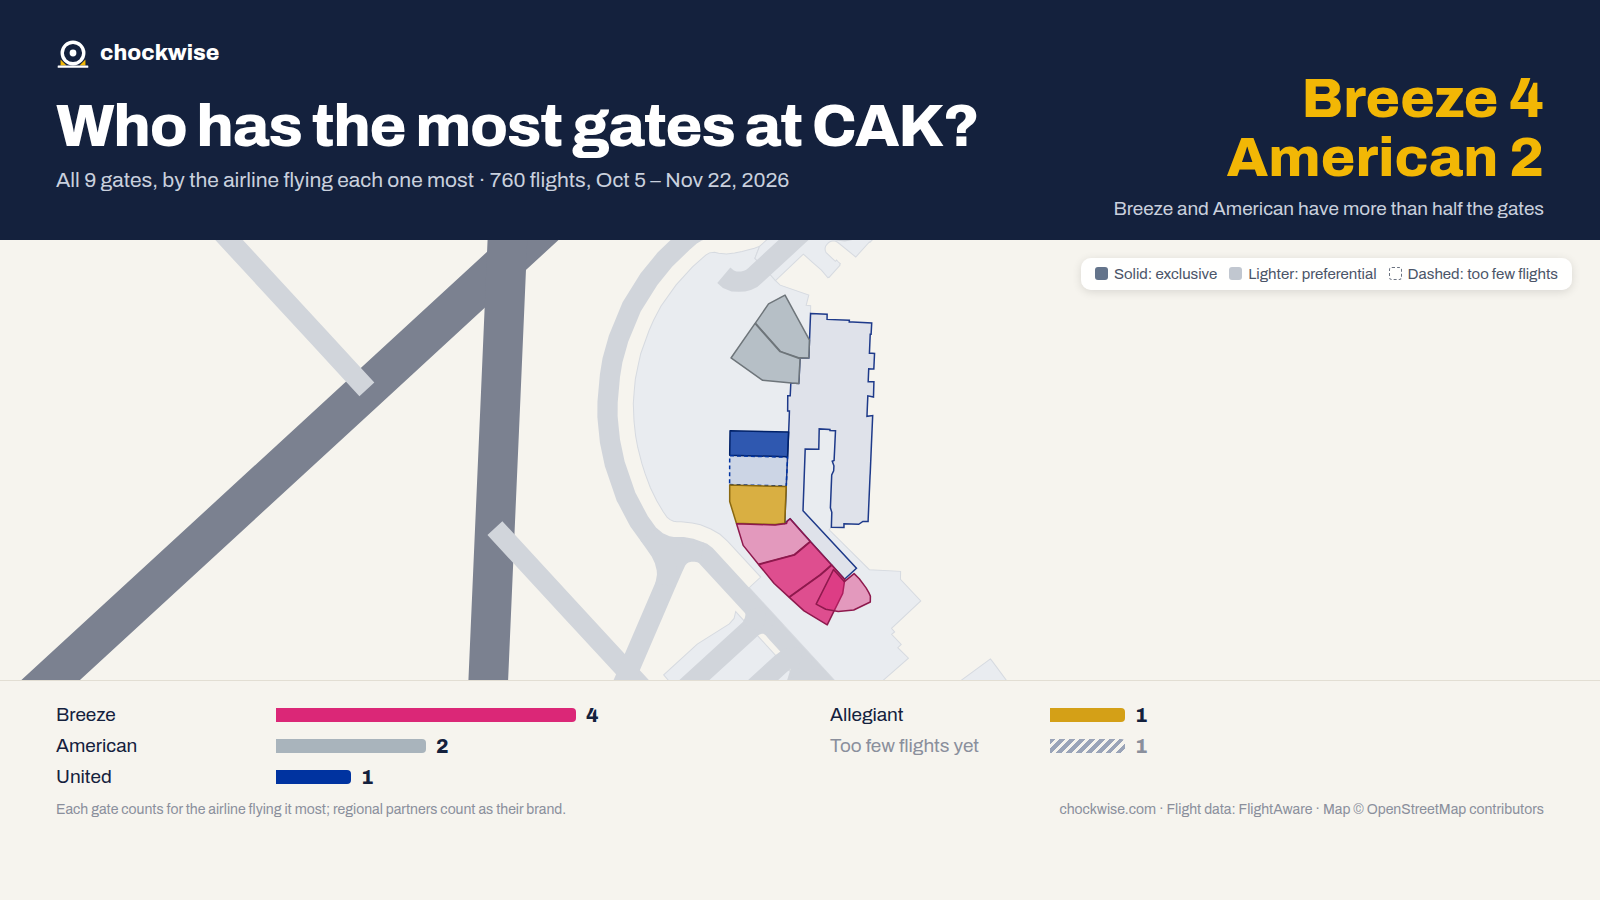 chockwise
Who has the most gates at CAK?
All 9 gates, by the airline flying each one most · 760 flights, Oct 5 – Nov 22, 2026
Breeze 4
American 2
Breeze and American have more than half the gates
Solid: exclusive Lighter: preferential Dashed: too few flights
Breeze 4
American 2
United 1
Allegiant 1
Too few flights yet 1
Each gate counts for the airline flying it most; regional partners count as their brand.
chockwise.com · Flight data: FlightAware · Map © OpenStreetMap contributors